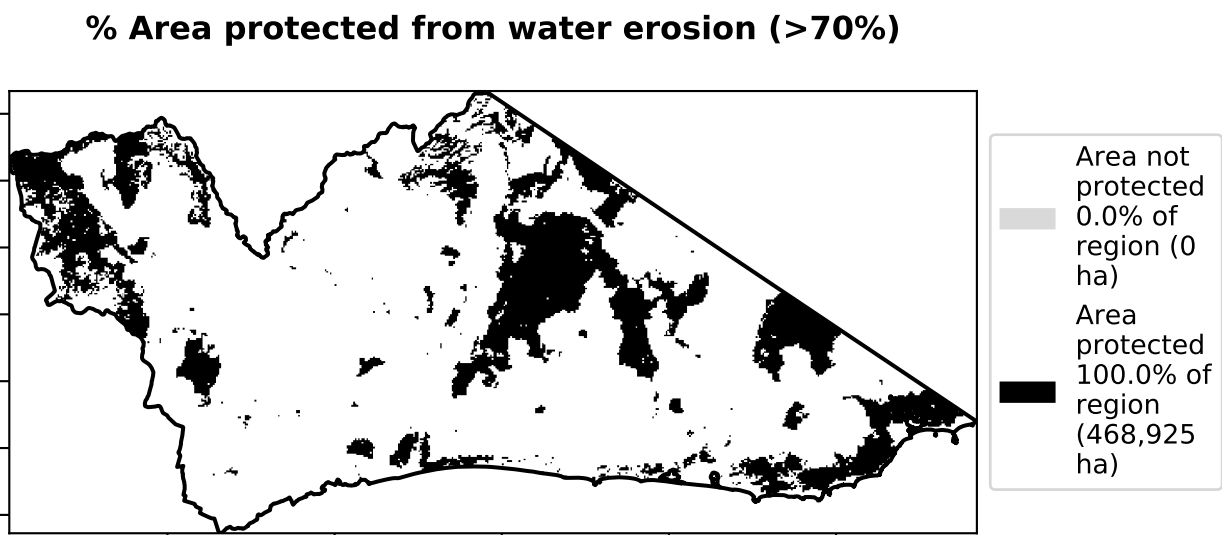 % Area protected from water erosion (>70%)
Area not
protected
0.0% of
region (0
ha)
Area
protected
100.0% of
region
(468,925
ha)